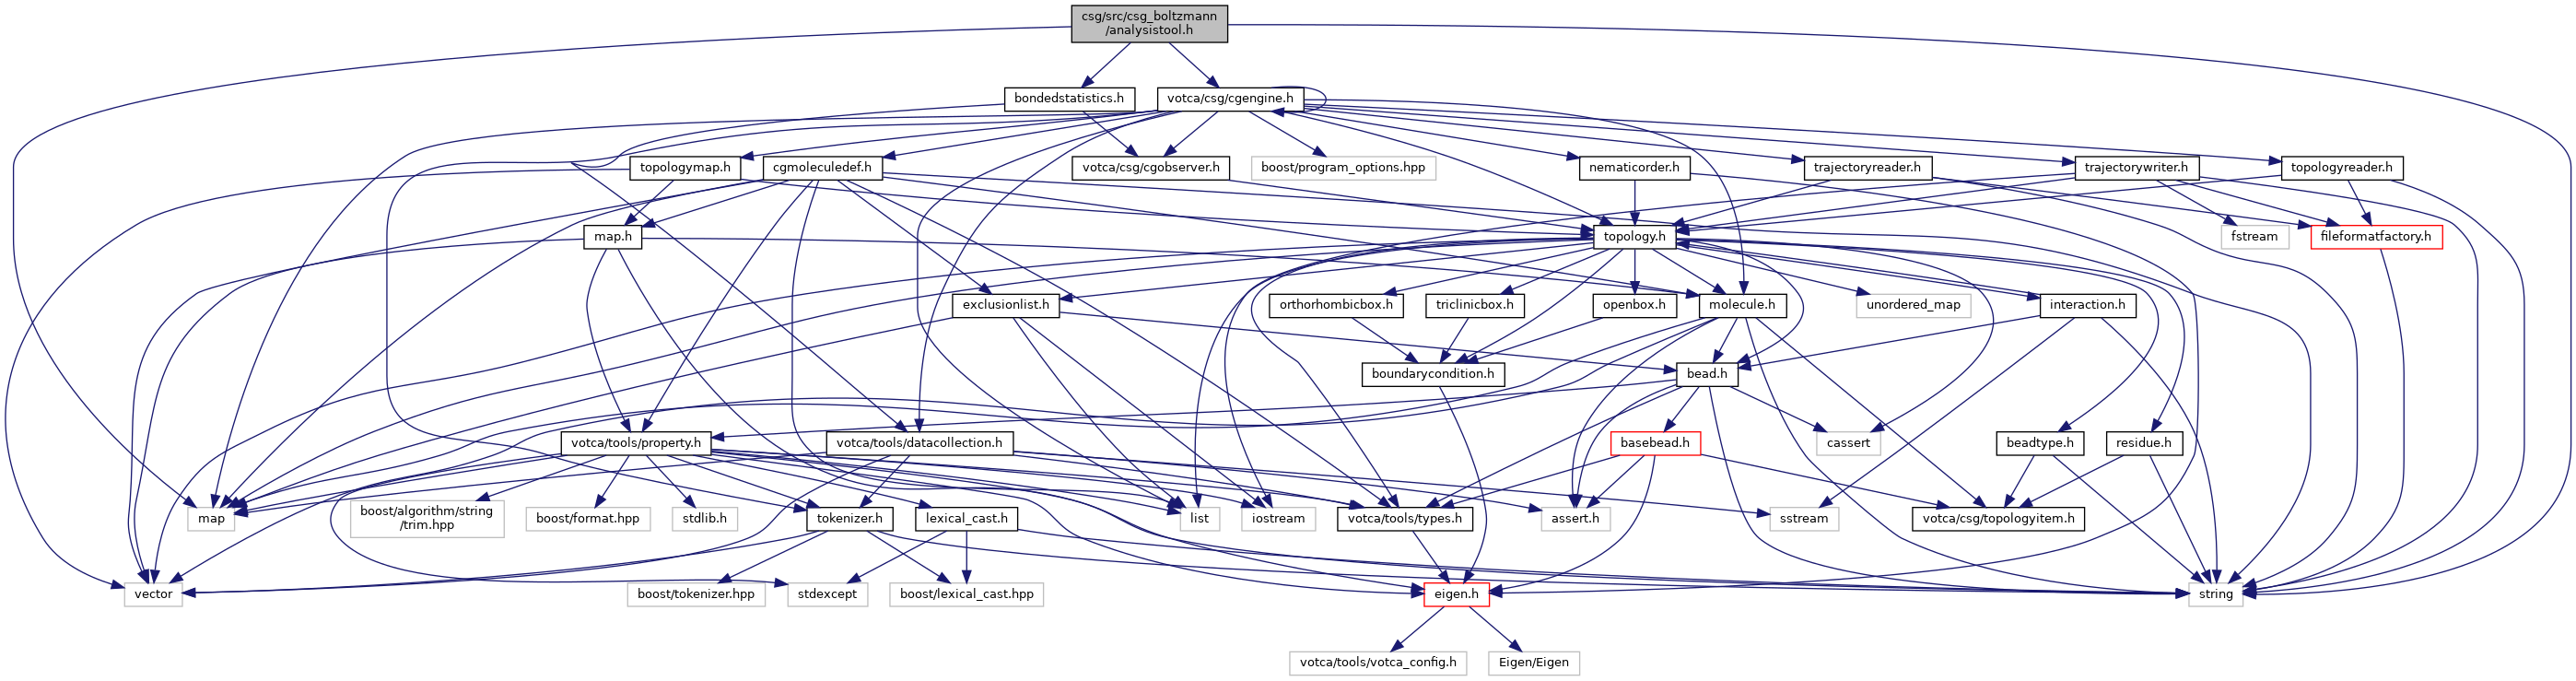 csg/src/csg_boltzmann
/analysistool.h
bondedstatistics.h
votca/csg/cgengine.h
topologymap.h
cgmoleculedef.h
votca/csg/cgobserver.h
boost/program_options.hpp
nematicorder.h
trajectoryreader.h
trajectorywriter.h
topologyreader.h
map.h
topology.h
fstream
fileformatfactory.h
exclusionlist.h
orthorhombicbox.h
triclinicbox.h
openbox.h
molecule.h
unordered_map
interaction.h
boundarycondition.h
bead.h
votca/tools/property.h
votca/tools/datacollection.h
basebead.h
cassert
beadtype.h
residue.h
map
boost/algorithm/string
/trim.hpp
boost/format.hpp
stdlib.h
tokenizer.h
lexical_cast.h
list
iostream
votca/tools/types.h
assert.h
sstream
votca/csg/topologyitem.h
vector
boost/tokenizer.hpp
stdexcept
boost/lexical_cast.hpp
eigen.h
string
votca/tools/votca_config.h
Eigen/Eigen